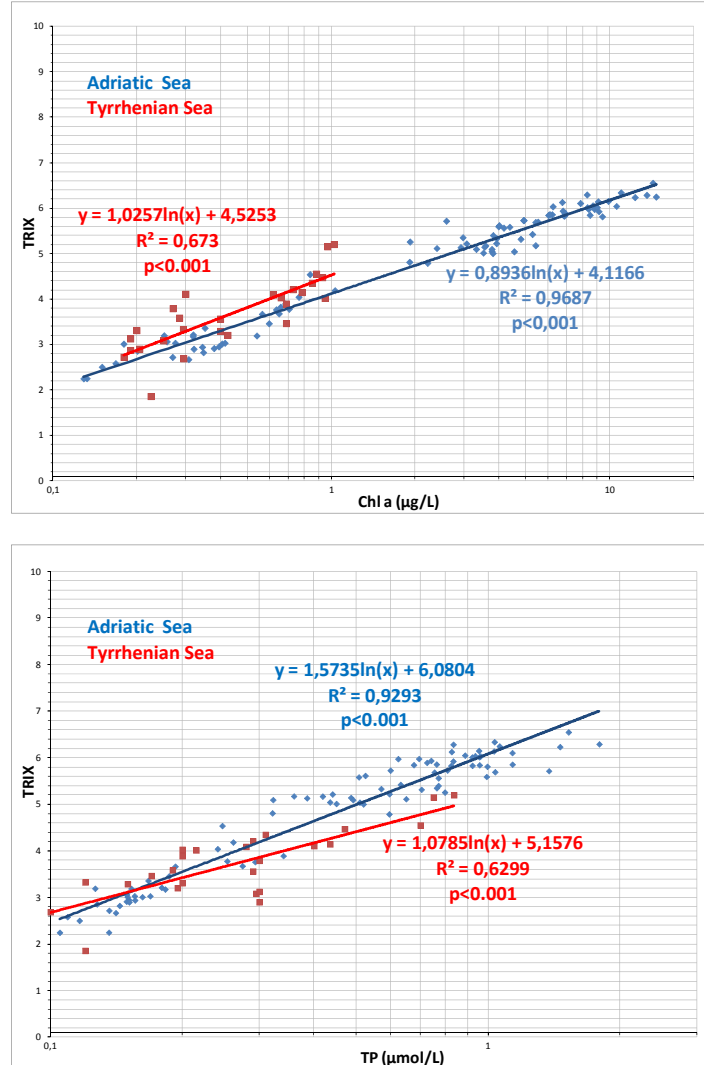 10
9
8
7
6
5
4
3
2
1
0
TRIX
Adriatic Sea
Tyrrhenian Sea
y = 1,0257ln(x) + 4,5253
R² = 0,673
p<0.001
y = 0,8936ln(x) + 4,1166
R² = 0,9687
p<0,001
0,1
1
10
Chl a (µg/L)
10
9
8
7
6
5
4
3
2
1
0
TRIX
Adriatic Sea
Tyrrhenian Sea
y = 1,5735ln(x) + 6,0804
R² = 0,9293
p<0.001
y = 1,0785ln(x) + 5,1576
R² = 0,6299
p<0.001
0,1
1
TP (µmol/L)